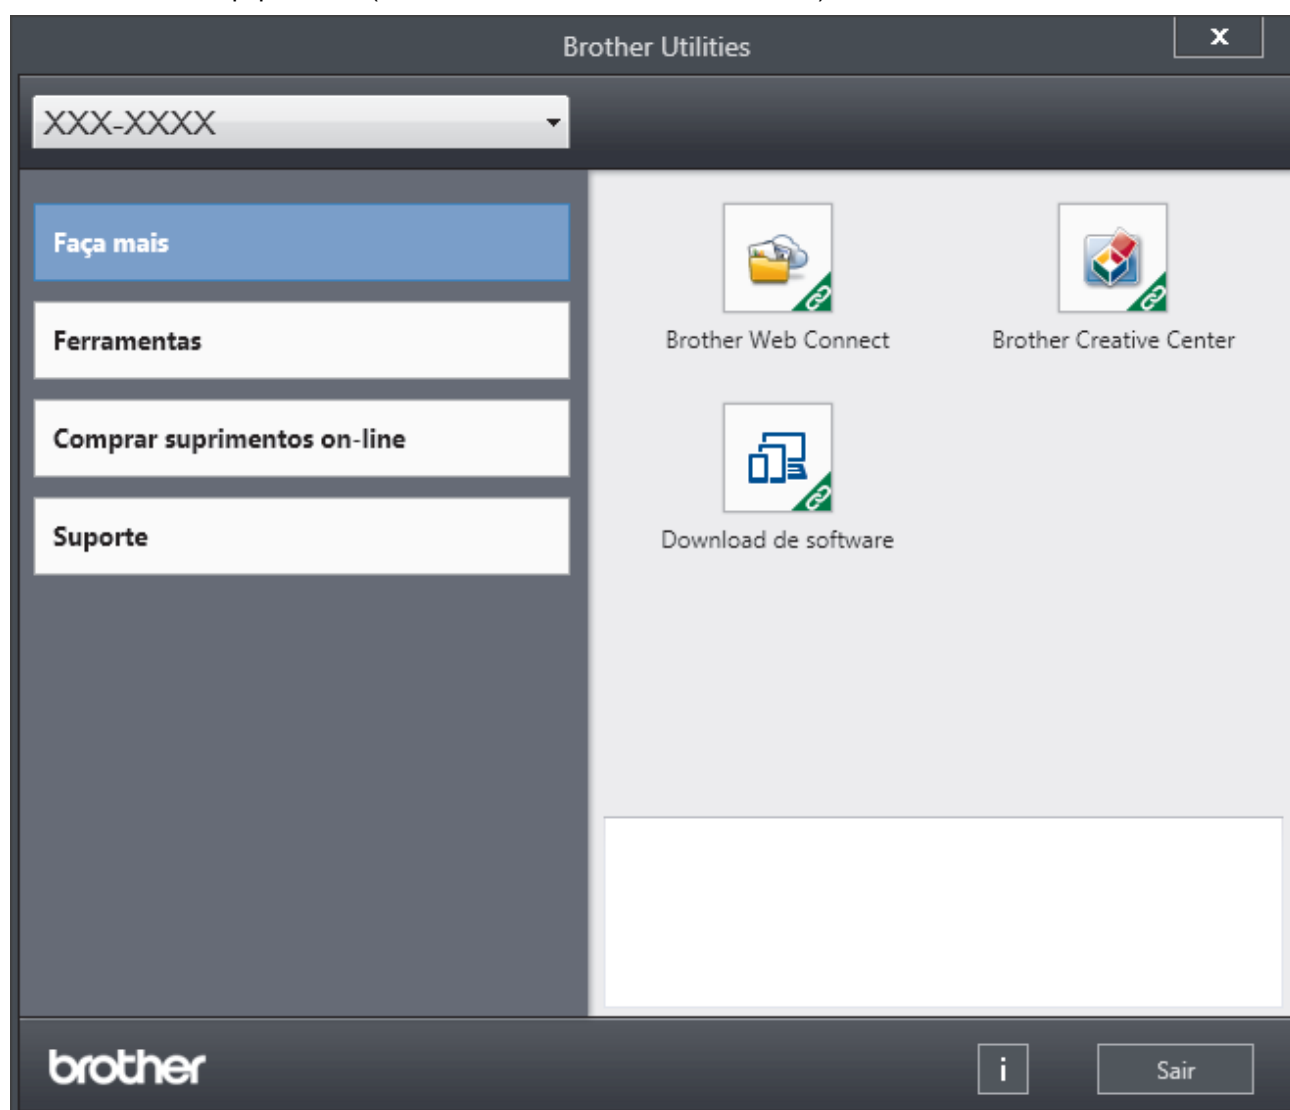 Brother Utilities
x
XXX-XXXX
Faça mais
Ferramentas
Comprar suprimentos on-line
Suporte
Brother Web Connect
Brother Creative Center
Download de software
brother
i
Sair